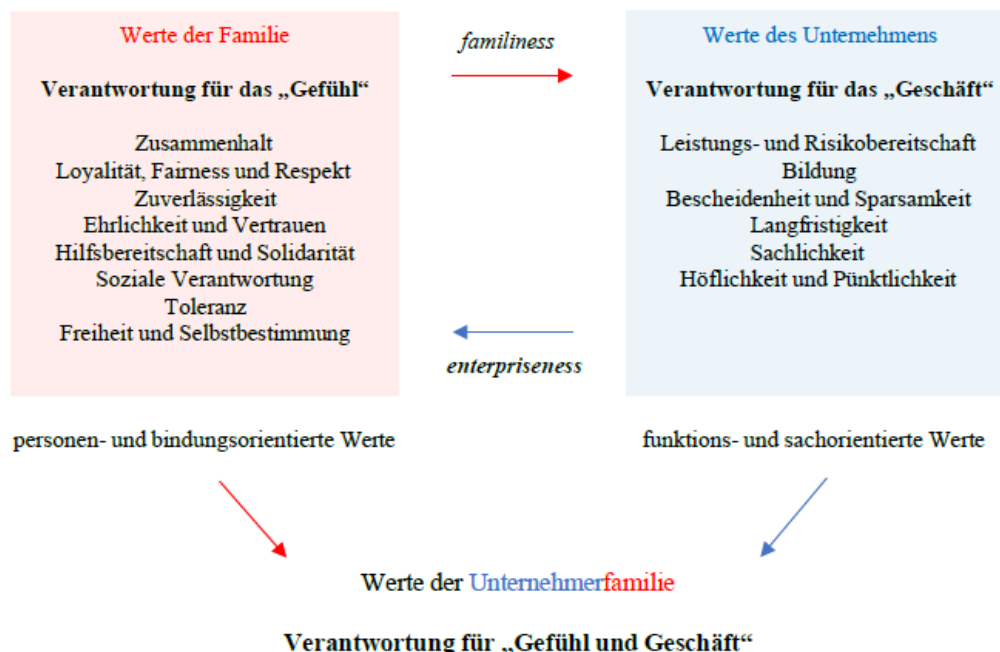 Werte der Familie
Verantwortung für das „Gefühl“
Zusammenhalt
Loyalität, Fairness und Respekt
Zuverlässigkeit
Ehrlichkeit und Vertrauen
Hilfsbereitschaft und Solidarität
Soziale Verantwortung
Toleranz
Freiheit und Selbstbestimmung
familiness
enterpriseness
Werte des Unternehmens
Verantwortung für das „Geschäft“
Leistungs- und Risikobereitschaft
Bildung
Bescheidenheit und Sparsamkeit
Langfristigkeit
Sachlichkeit
Höflichkeit und Pünktlichkeit
personen- und bindungsorientierte Werte
funktions- und sachorientierte Werte
Werte der Unternehmerfamilie
Verantwortung für „Gefühl und Geschäft“